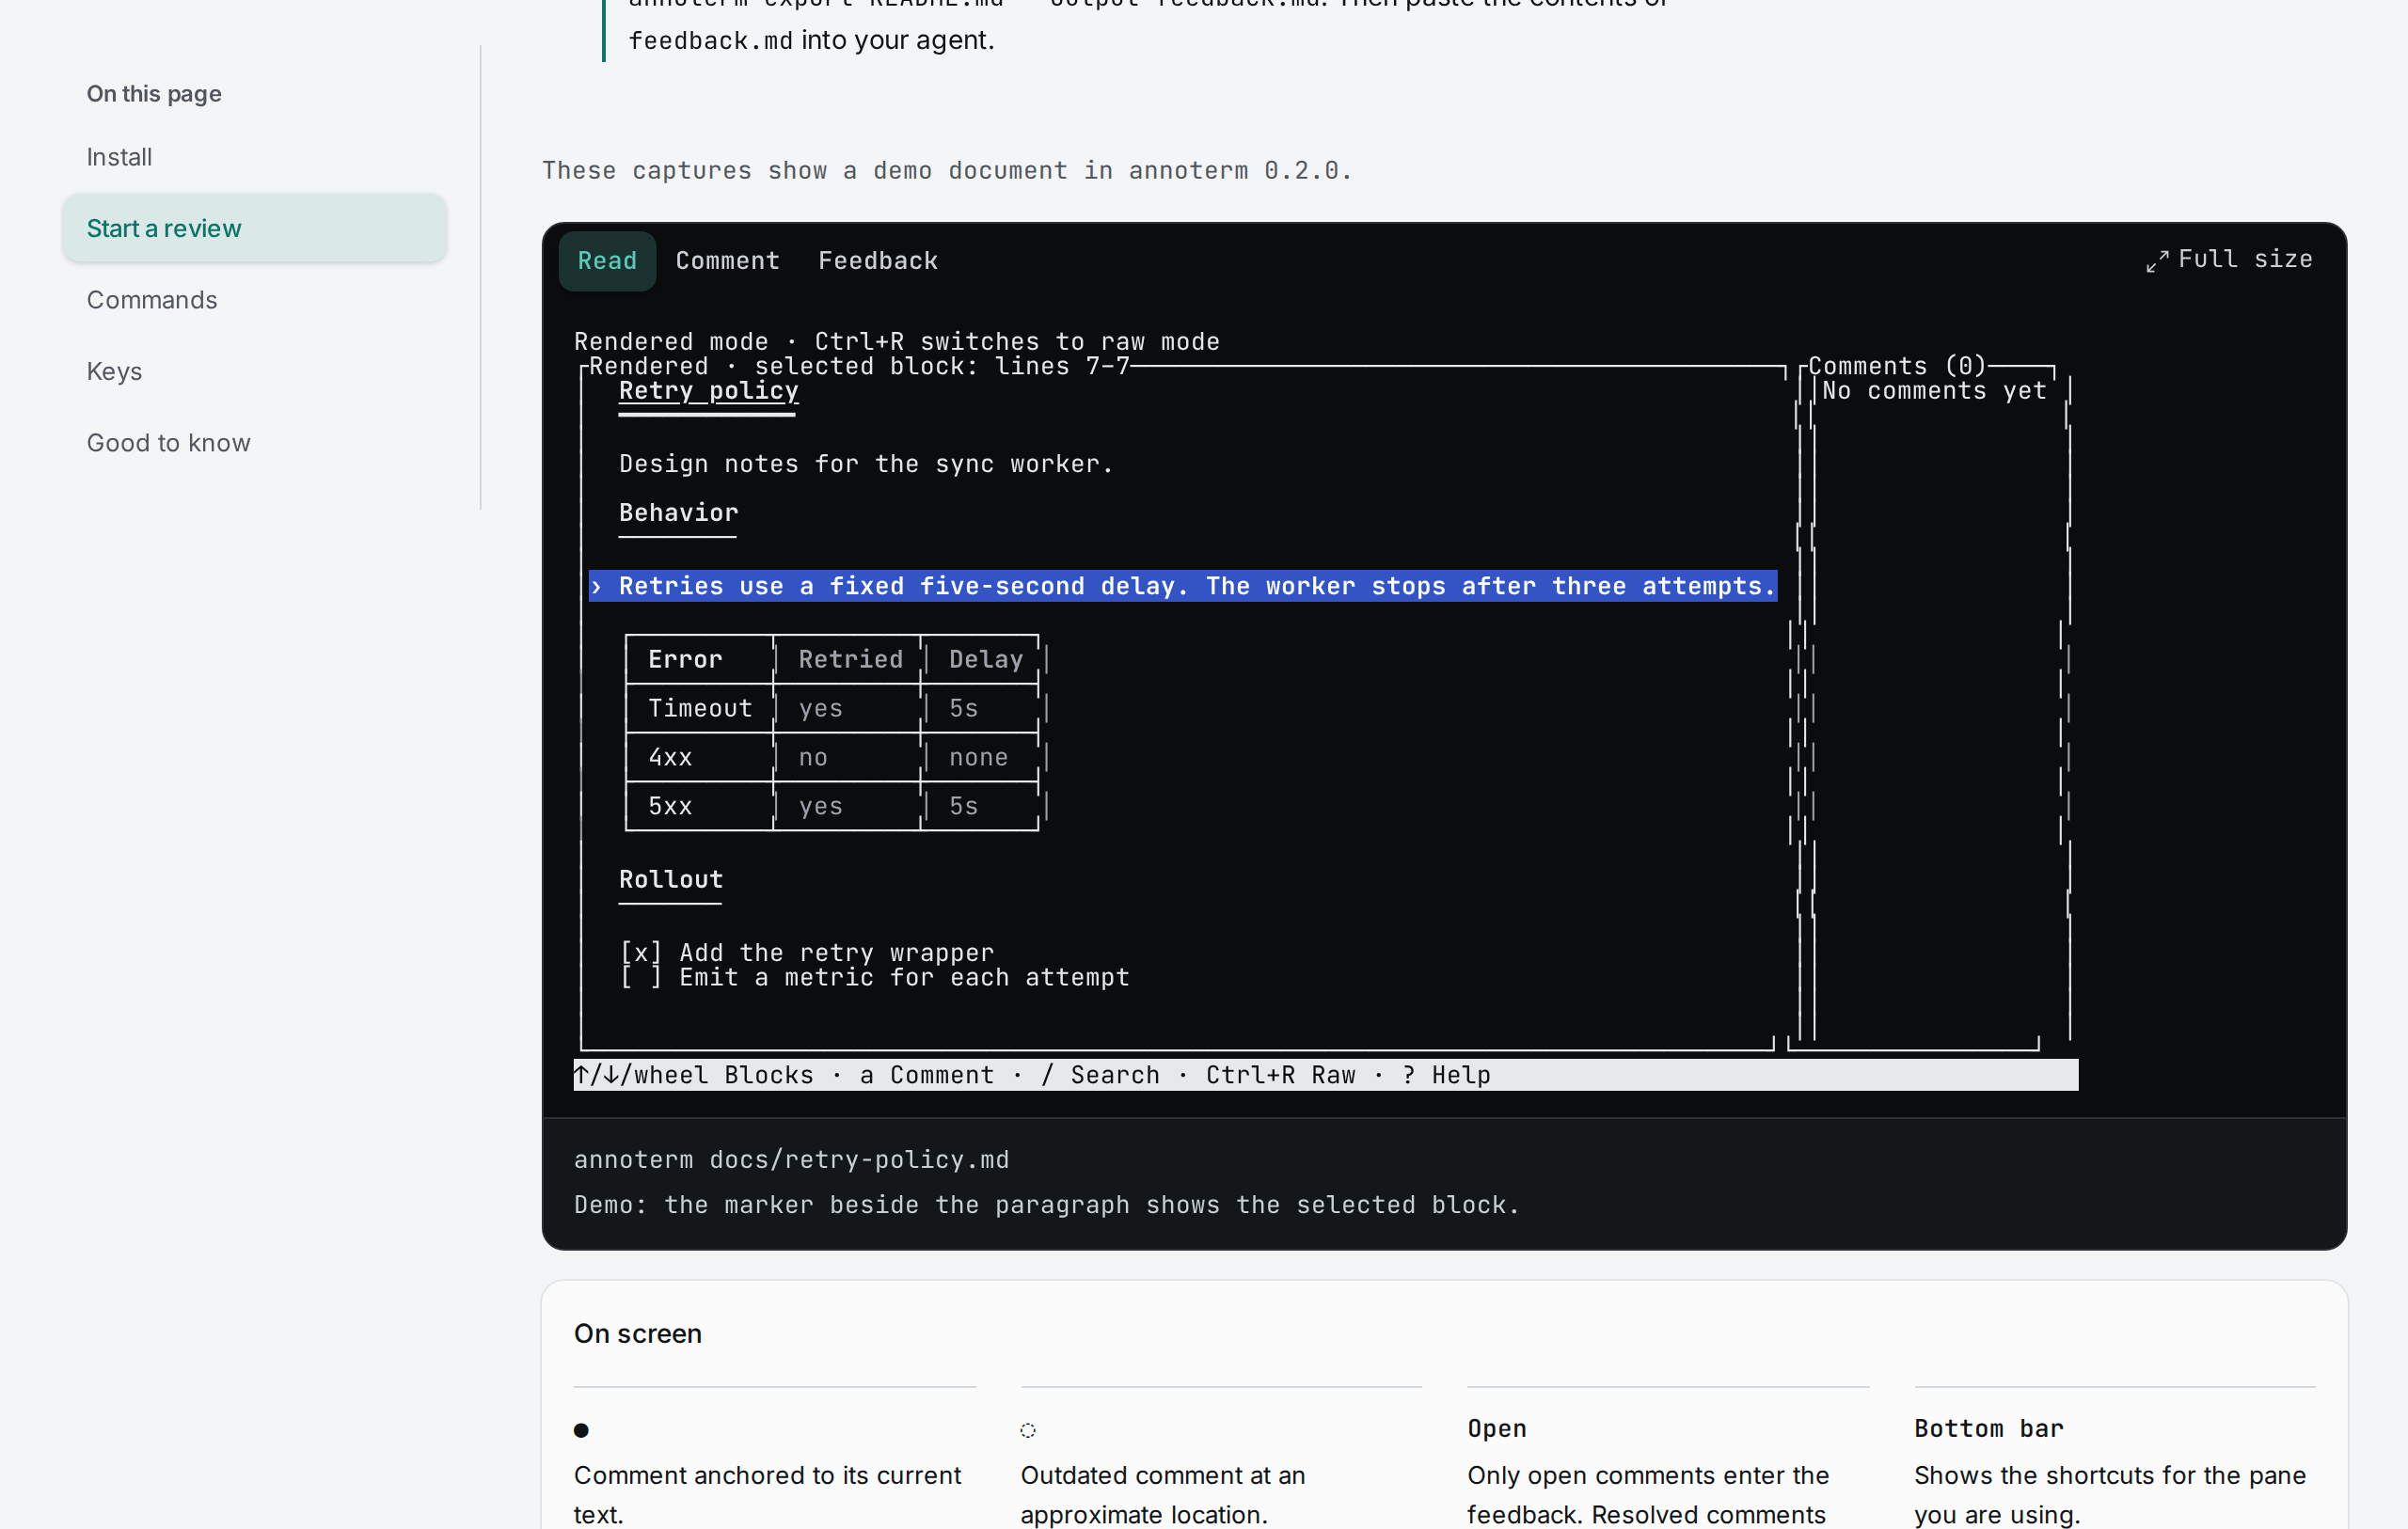 feedback.md into your agent.
On this page
Install
Start a review
Commands
Keys
Good to know
These captures show a demo document in annoterm 0.2.0.
Read Comment Feedback Full size
Rendered mode · Ctrl+R switches to raw mode
Rendered · selected block: lines 7-7 Comments (0)
Retry policy No comments yet
Design notes for the sync worker.
Behavior
› Retries use a fixed five-second delay. The worker stops after three attempts.
Error Retried Delay
Timeout yes 5s
4xx no none
5xx yes 5s
Rollout
[x] Add the retry wrapper
[ ] Emit a metric for each attempt
↑/↓/wheel Blocks · a Comment · / Search · Ctrl+R Raw · ? Help
annoterm docs/retry-policy.md
Demo: the marker beside the paragraph shows the selected block.
On screen
●
Comment anchored to its current
text.
◌
Outdated comment at an
approximate location.
Open
Only open comments enter the
feedback. Resolved comments
Bottom bar
Shows the shortcuts for the pane
you are using.